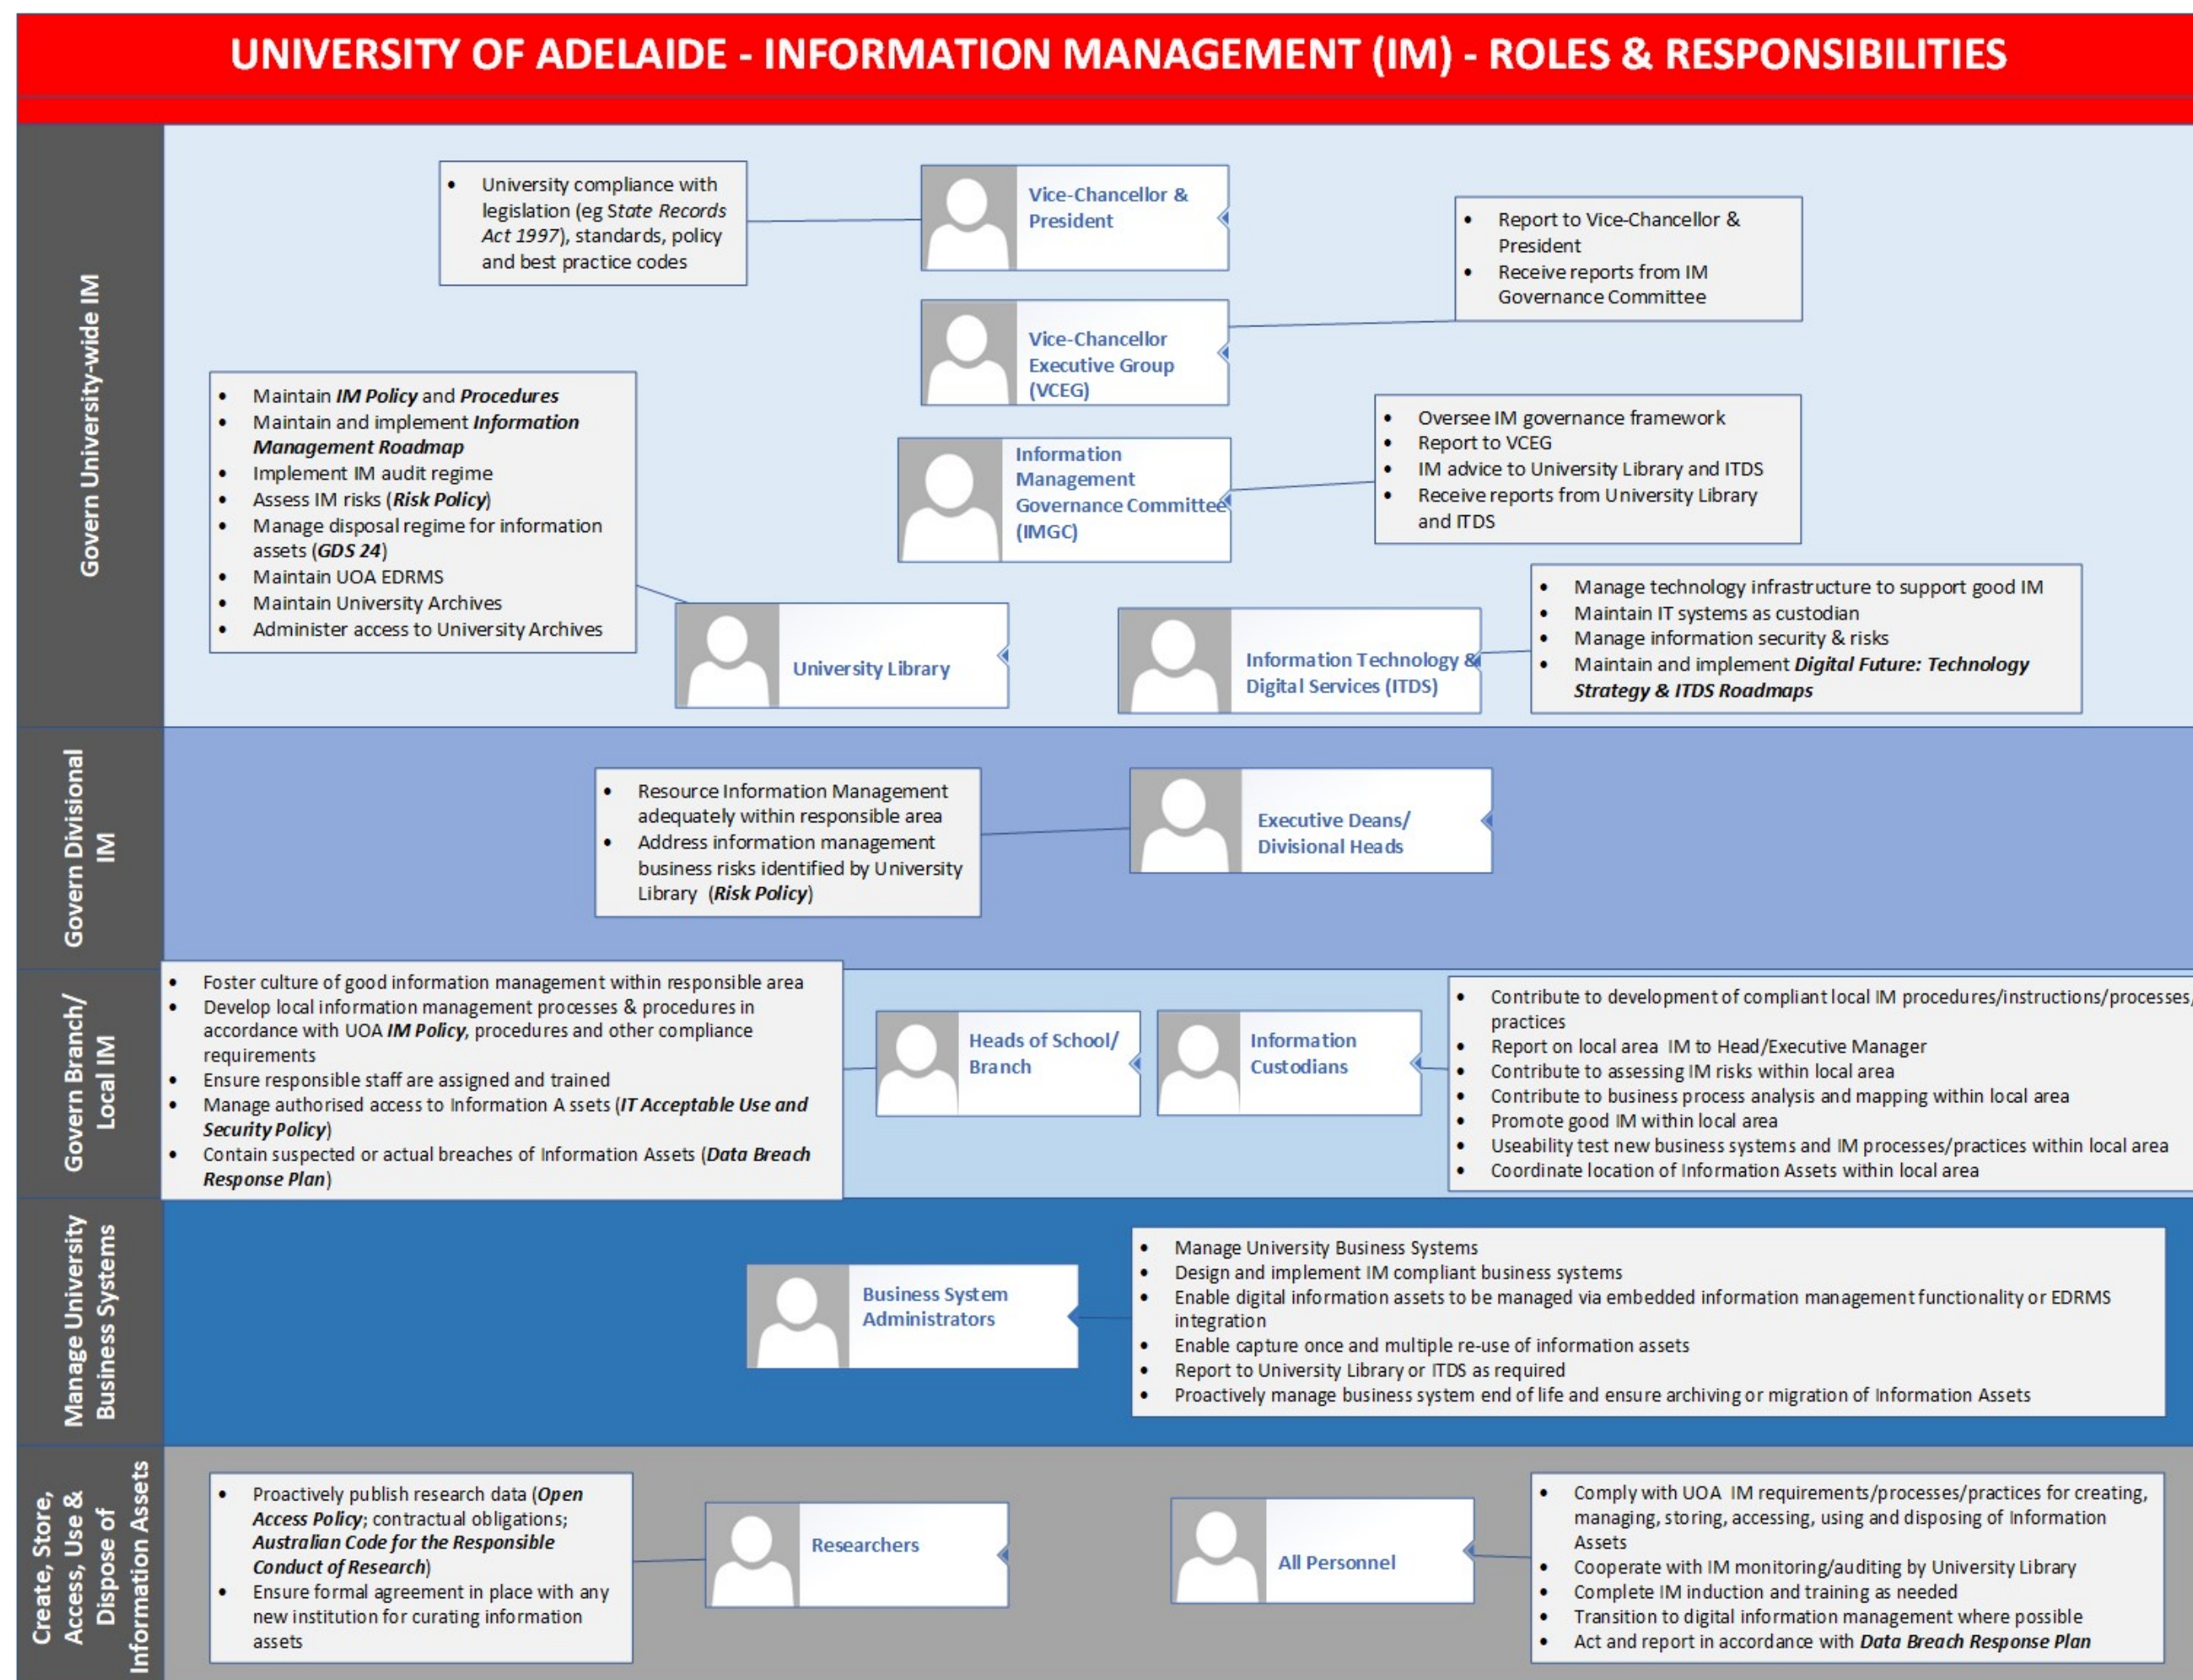 UNIVERSITY OF ADELAIDE - INFORMATION MANAGEMENT (IM) - ROLES & RESPONSIBILITIES
Govern University-wide IM
• University compliance with
legislation (eg State Records
Act 1997), standards, policy
and best practice codes
Vice-Chancellor &
President
• Report to Vice-Chancellor &
President
• Receive reports from IM
Governance Committee
Vice-Chancellor
Executive Group
(VCEG)
• Maintain IM Policy and Procedures
• Maintain and implement Information
Management Roadmap
• Implement IM audit regime
• Assess IM risks (Risk Policy)
• Manage disposal regime for information
assets (GDS 24)
• Maintain UOA EDRMS
• Maintain University Archives
• Administer access to University Archives
Information
Management
Governance Committee
(IMGC)
• Oversee IM governance framework
• Report to VCEG
• IM advice to University Library and ITDS
• Receive reports from University Library
and ITDS
University Library
Information Technology &
Digital Services (ITDS)
• Manage technology infrastructure to support good IM
• Maintain IT systems as custodian
• Manage information security & risks
• Maintain and implement Digital Future: Technology
Strategy & ITDS Roadmaps
Govern Divisional
IM
• Resource Information Management
adequately within responsible area
• Address information management
business risks identified by University
Library (Risk Policy)
Executive Deans/
Divisional Heads
Govern Branch/
Local IM
• Foster culture of good information management within responsible area
• Develop local information management processes & procedures in
accordance with UOA IM Policy, procedures and other compliance
requirements
• Ensure responsible staff are assigned and trained
• Manage authorised access to Information A ssets (IT Acceptable Use and
Security Policy)
• Contain suspected or actual breaches of Information Assets (Data Breach
Response Plan)
Heads of School/
Branch
Information
Custodians
• Contribute to development of compliant local IM procedures/instructions/processes/
practices
• Report on local area IM to Head/Executive Manager
• Contribute to assessing IM risks within local area
• Contribute to business process analysis and mapping within local area
• Promote good IM within local area
• Useability test new business systems and IM processes/practices within local area
• Coordinate location of Information Assets within local area
Manage University
Business Systems
Business System
Administrators
• Manage University Business Systems
• Design and implement IM compliant business systems
• Enable digital information assets to be managed via embedded information management functionality or EDRMS
integration
• Enable capture once and multiple re-use of information assets
• Report to University Library or ITDS as required
• Proactively manage business system end of life and ensure archiving or migration of Information Assets
Create, Store,
Access, Use &
Dispose of
Information Assets
• Proactively publish research data (Open
Access Policy; contractual obligations;
Australian Code for the Responsible
Conduct of Research)
• Ensure formal agreement in place with any
new institution for curating information
assets
Researchers
All Personnel
• Comply with UOA IM requirements/processes/practices for creating,
managing, storing, accessing, using and disposing of Information
Assets
• Cooperate with IM monitoring/auditing by University Library
• Complete IM induction and training as needed
• Transition to digital information management where possible
• Act and report in accordance with Data Breach Response Plan